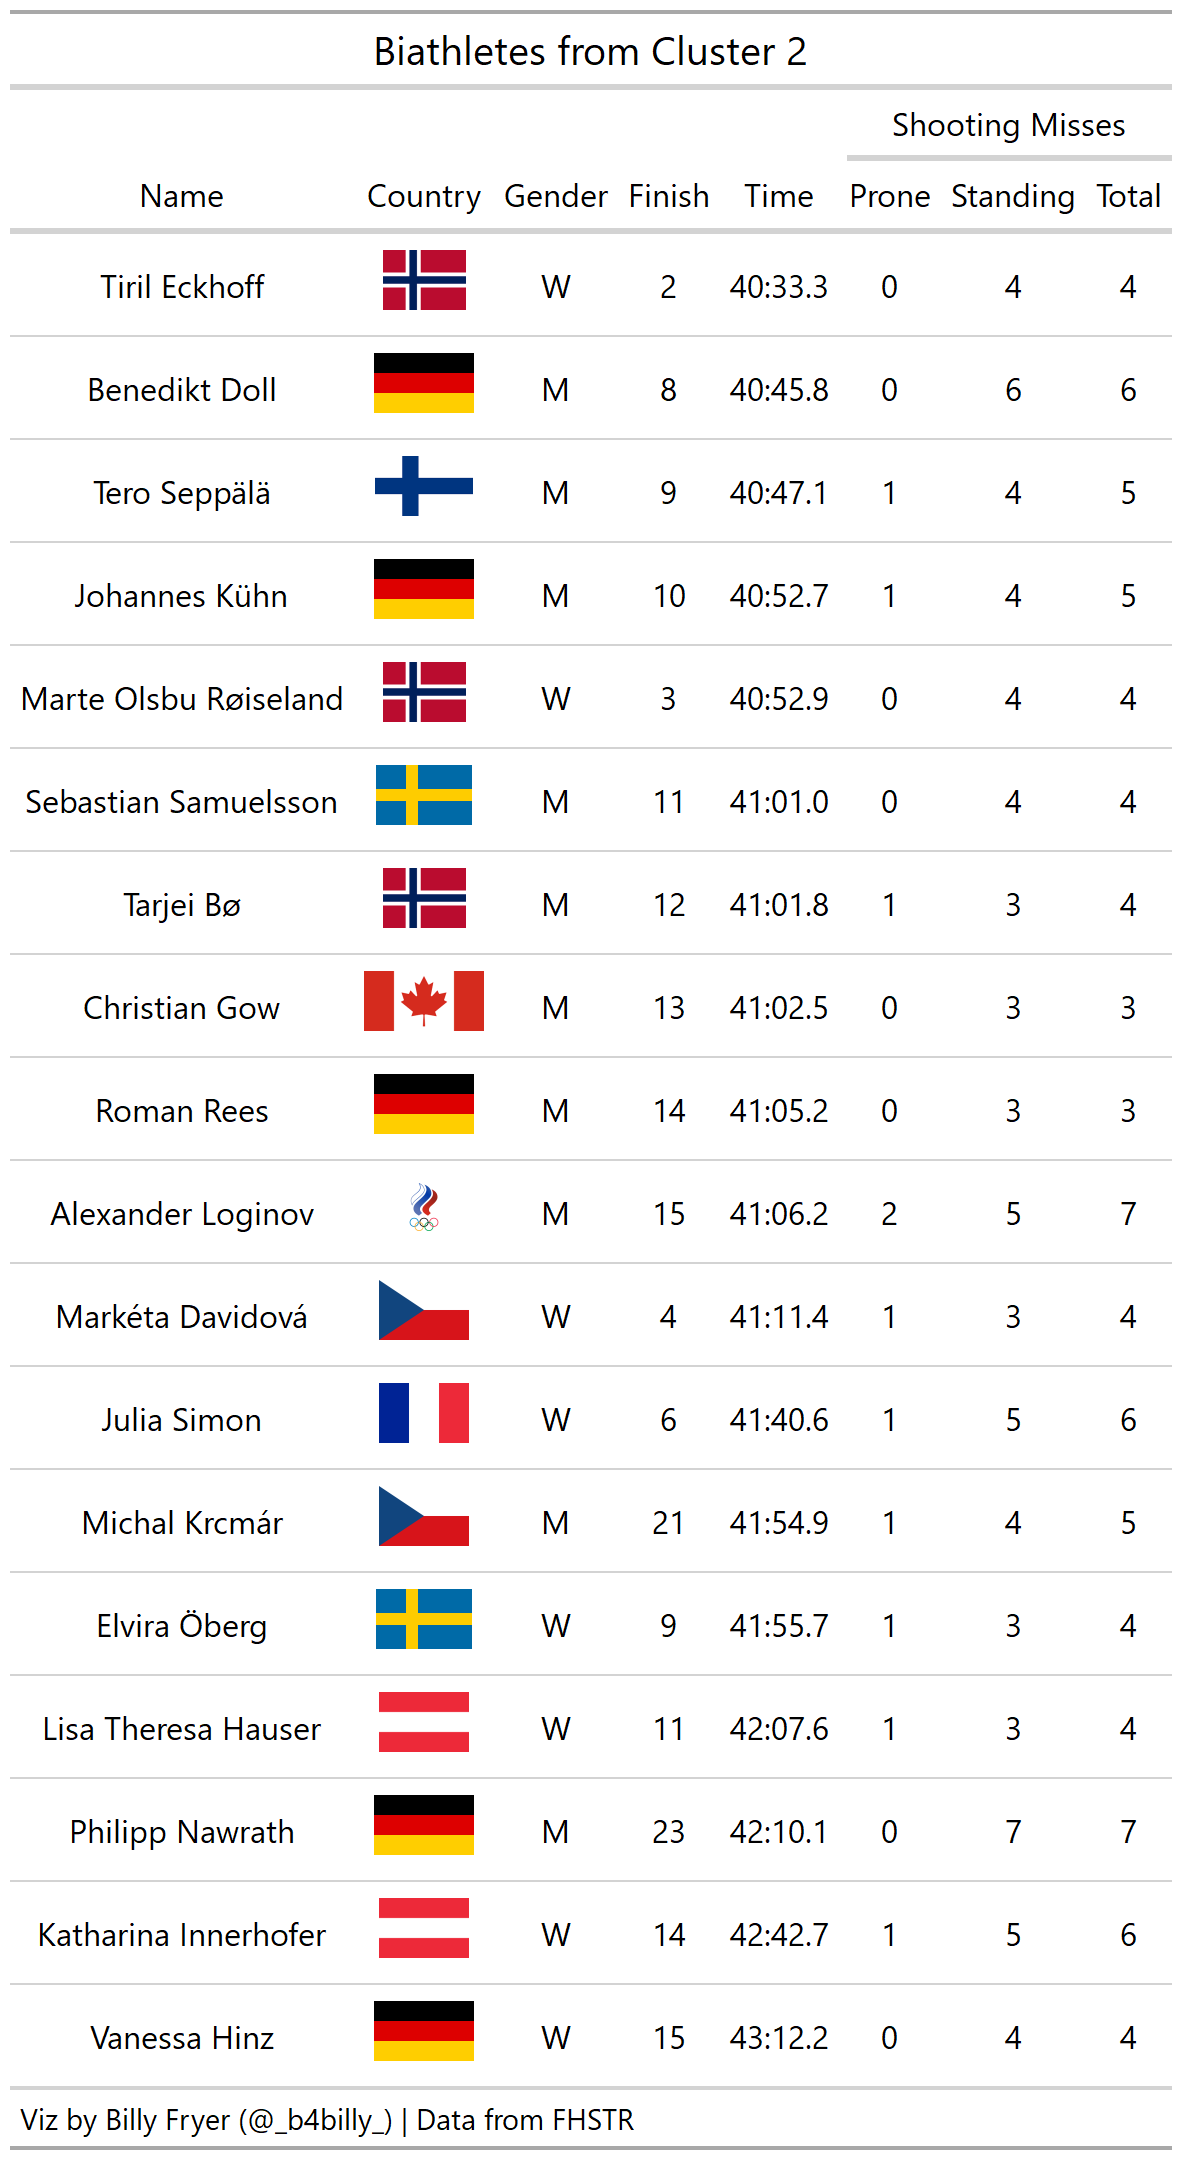 Biathletes from Cluster 2
Shooting Misses
Name Country Gender Finish Time Prone Standing Total
Tiril Eckhoff W 2 40:33.3 0 4 4
Benedikt Doll M 8 40:45.8 0 6 6
Tero Seppälä M 9 40:47.1 1 4 5
Johannes Kühn M 10 40:52.7 1 4 5
Marte Olsbu Røiseland W 3 40:52.9 0 4 4
Sebastian Samuelsson M 11 41:01.0 0 4 4
Tarjei Bø M 12 41:01.8 1 3 4
Christian Gow M 13 41:02.5 0 3 3
Roman Rees M 14 41:05.2 0 3 3
Alexander Loginov M 15 41:06.2 2 5 7
Markéta Davidová W 4 41:11.4 1 3 4
Julia Simon W 6 41:40.6 1 5 6
Michal Krcmár M 21 41:54.9 1 4 5
Elvira Öberg W 9 41:55.7 1 3 4
Lisa Theresa Hauser W 11 42:07.6 1 3 4
Philipp Nawrath M 23 42:10.1 0 7 7
Katharina Innerhofer W 14 42:42.7 1 5 6
Vanessa Hinz W 15 43:12.2 0 4 4
Viz by Billy Fryer (@_b4billy_) | Data from FHSTR